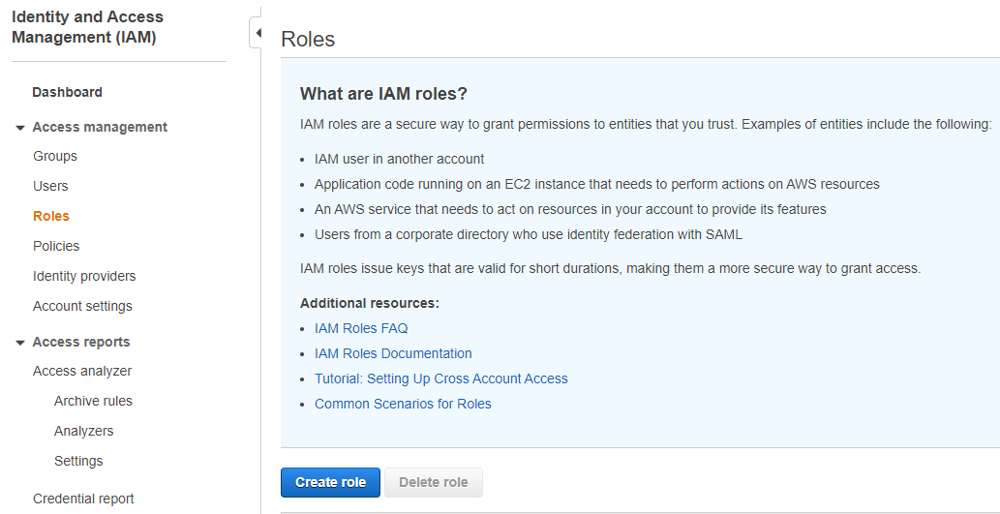 Identity and Access
Management (IAM)
Dashboard
Access management
Groups
Users
Roles
Policies
Identity providers
Account settings
Access reports
Access analyzer
Archive rules
Analyzers
Settings
Credential report
Roles
What are IAM roles?
IAM roles are a secure way to grant permissions to entities that you trust. Examples of entities include the following:
IAM user in another account
Application code running on an EC2 instance that needs to perform actions on AWS resources
An AWS service that needs to act on resources in your account to provide its features
Users from a corporate directory who use identity federation with SAML
IAM roles issue keys that are valid for short durations, making them a more secure way to grant access.
Additional resources:
IAM Roles FAQ
IAM Roles Documentation
Tutorial: Setting Up Cross Account Access
Common Scenarios for Roles
Create role
Delete role